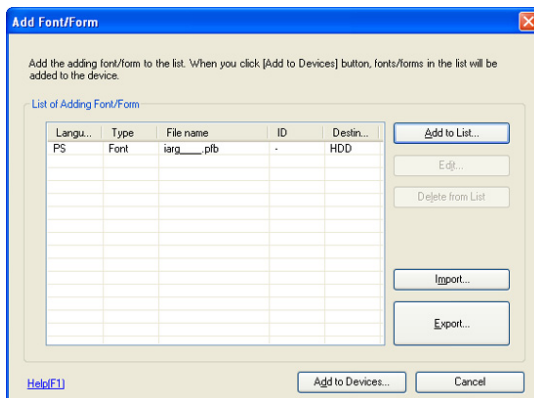 Add Font/Form
Add the adding font/form to the list. When you click [Add to Devices] button, fonts/forms in the list will be
added to the device.
List of Adding Font/Form
Langu... Type File name ID Destin...
PS Font iarg____.pfb - HDD
Add to List...
Edit...
Delete from List
Import...
Export...
Help(F1)
Add to Devices...
Cancel